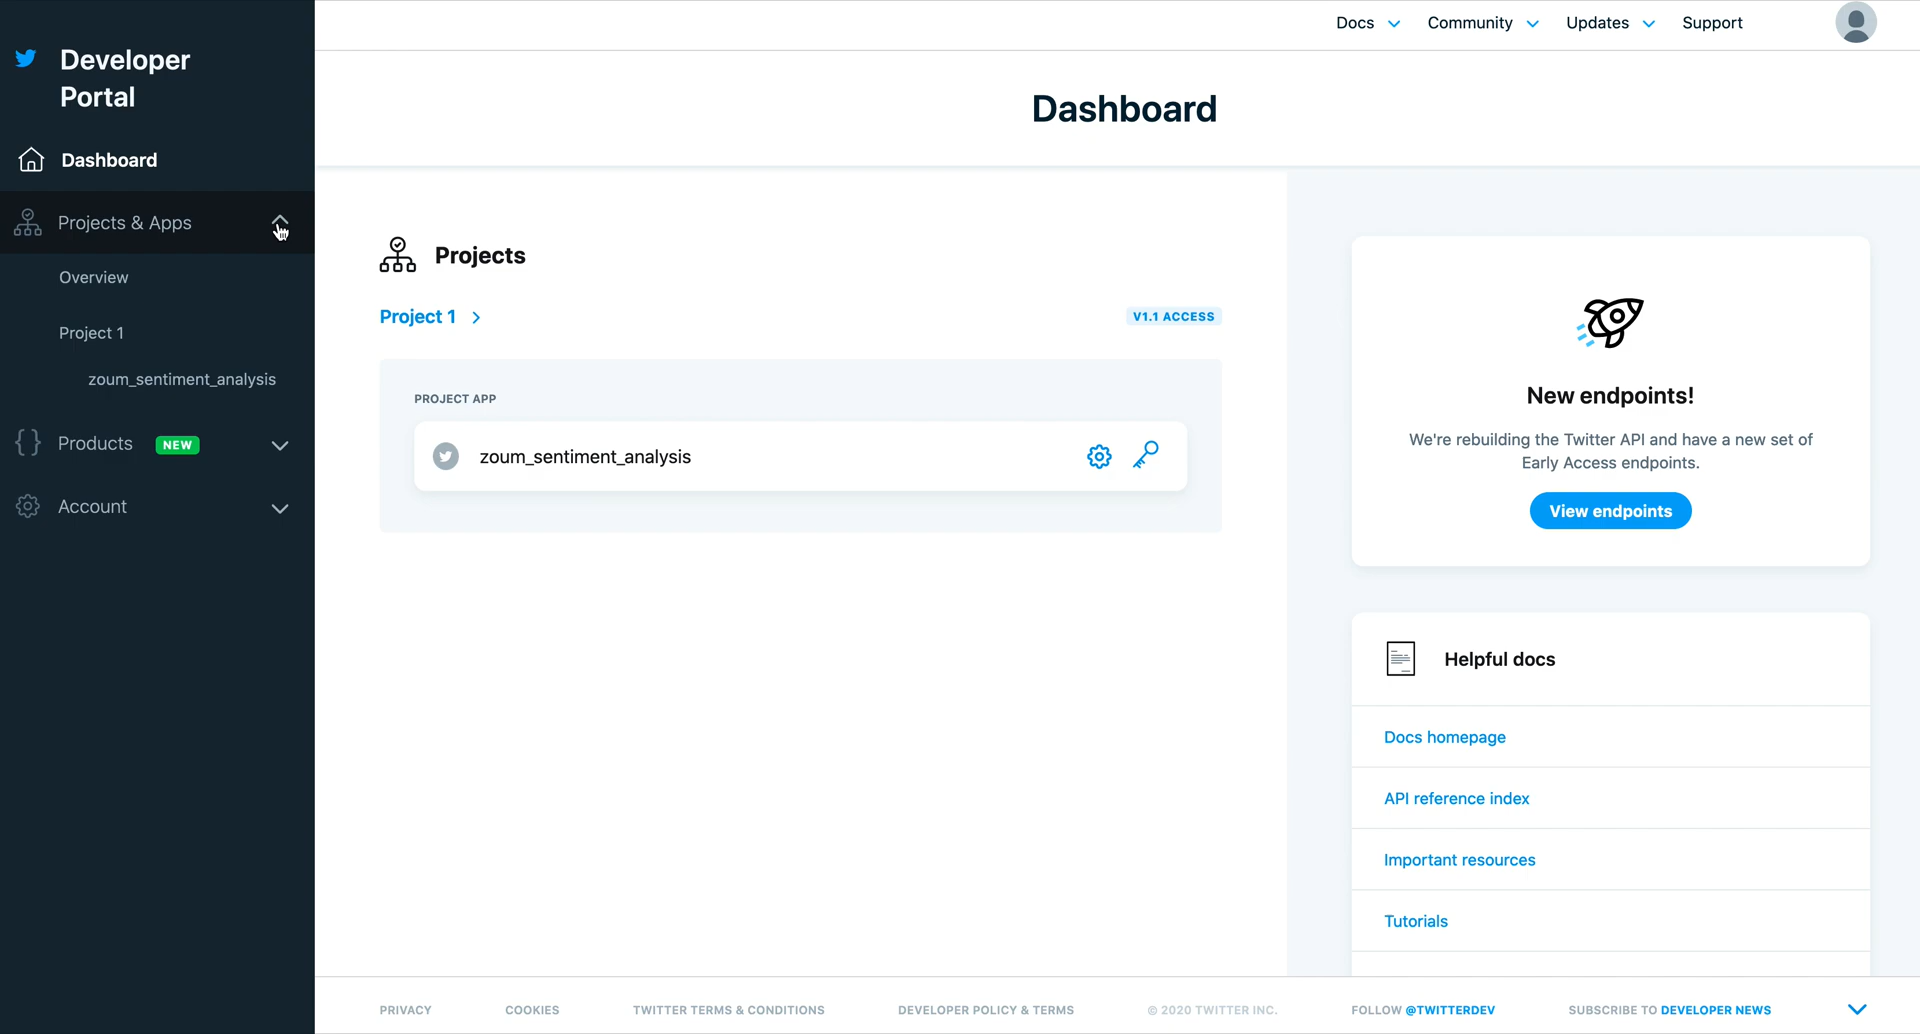 Developer
Portal
Dashboard
Projects & Apps
Overview
Project 1
zoum_sentiment_analysis
Products NEW
Account
Docs Community Updates Support
Dashboard
Projects
Project 1
V1.1 ACCESS
PROJECT APP
zoum_sentiment_analysis
New endpoints!
We're rebuilding the Twitter API and have a new set of
Early Access endpoints.
View endpoints
Helpful docs
Docs homepage
API reference index
Important resources
Tutorials
PRIVACY COOKIES TWITTER TERMS & CONDITIONS DEVELOPER POLICY & TERMS © 2020 TWITTER INC. FOLLOW @TWITTERDEV SUBSCRIBE TO DEVELOPER NEWS